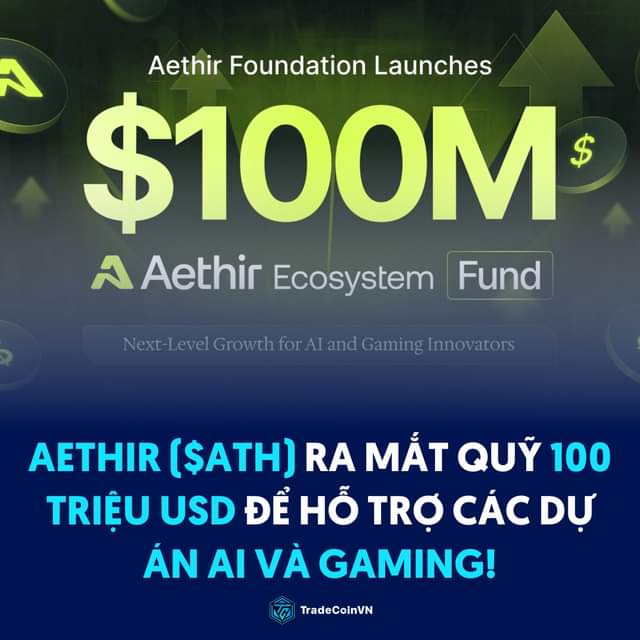 Aethir Foundation Launches
$100M
Aethir Ecosystem Fund
Next-Level Growth for AI and Gaming Innovators
$
AETHIR ($ATH) RA MẮT QUỸ 100
TRIỆU USD ĐỂ HỖ TRỢ CÁC DỰ
ÁN AI VÀ GAMING!
TradeCoinVN